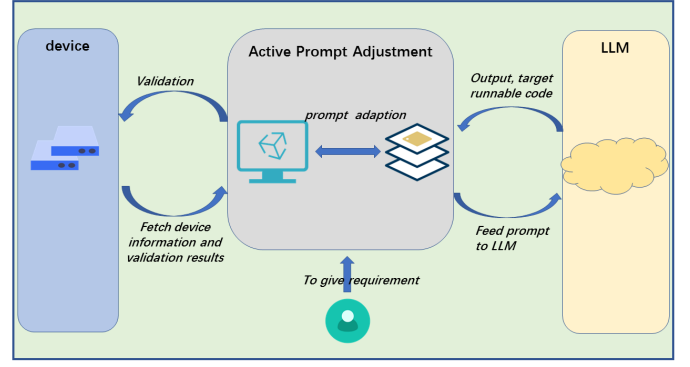 device
Active Prompt Adjustment
LLM
Validation
Output, target
runnable code
prompt adaption
Fetch device
information and
validation results
Feed prompt
to LLM
To give requirement